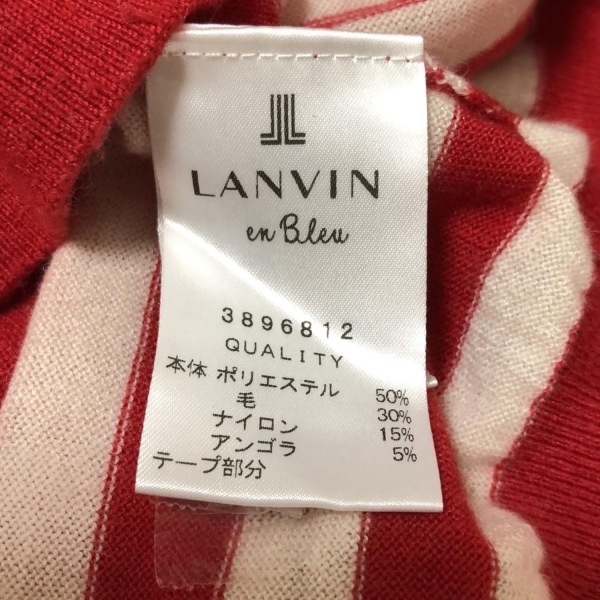 LANVIN
en Bleu
3896812
QUALITY
本体 ポリエステル 50%
毛 30%
ナイロン 15%
アンゴラ 5%
テープ部分